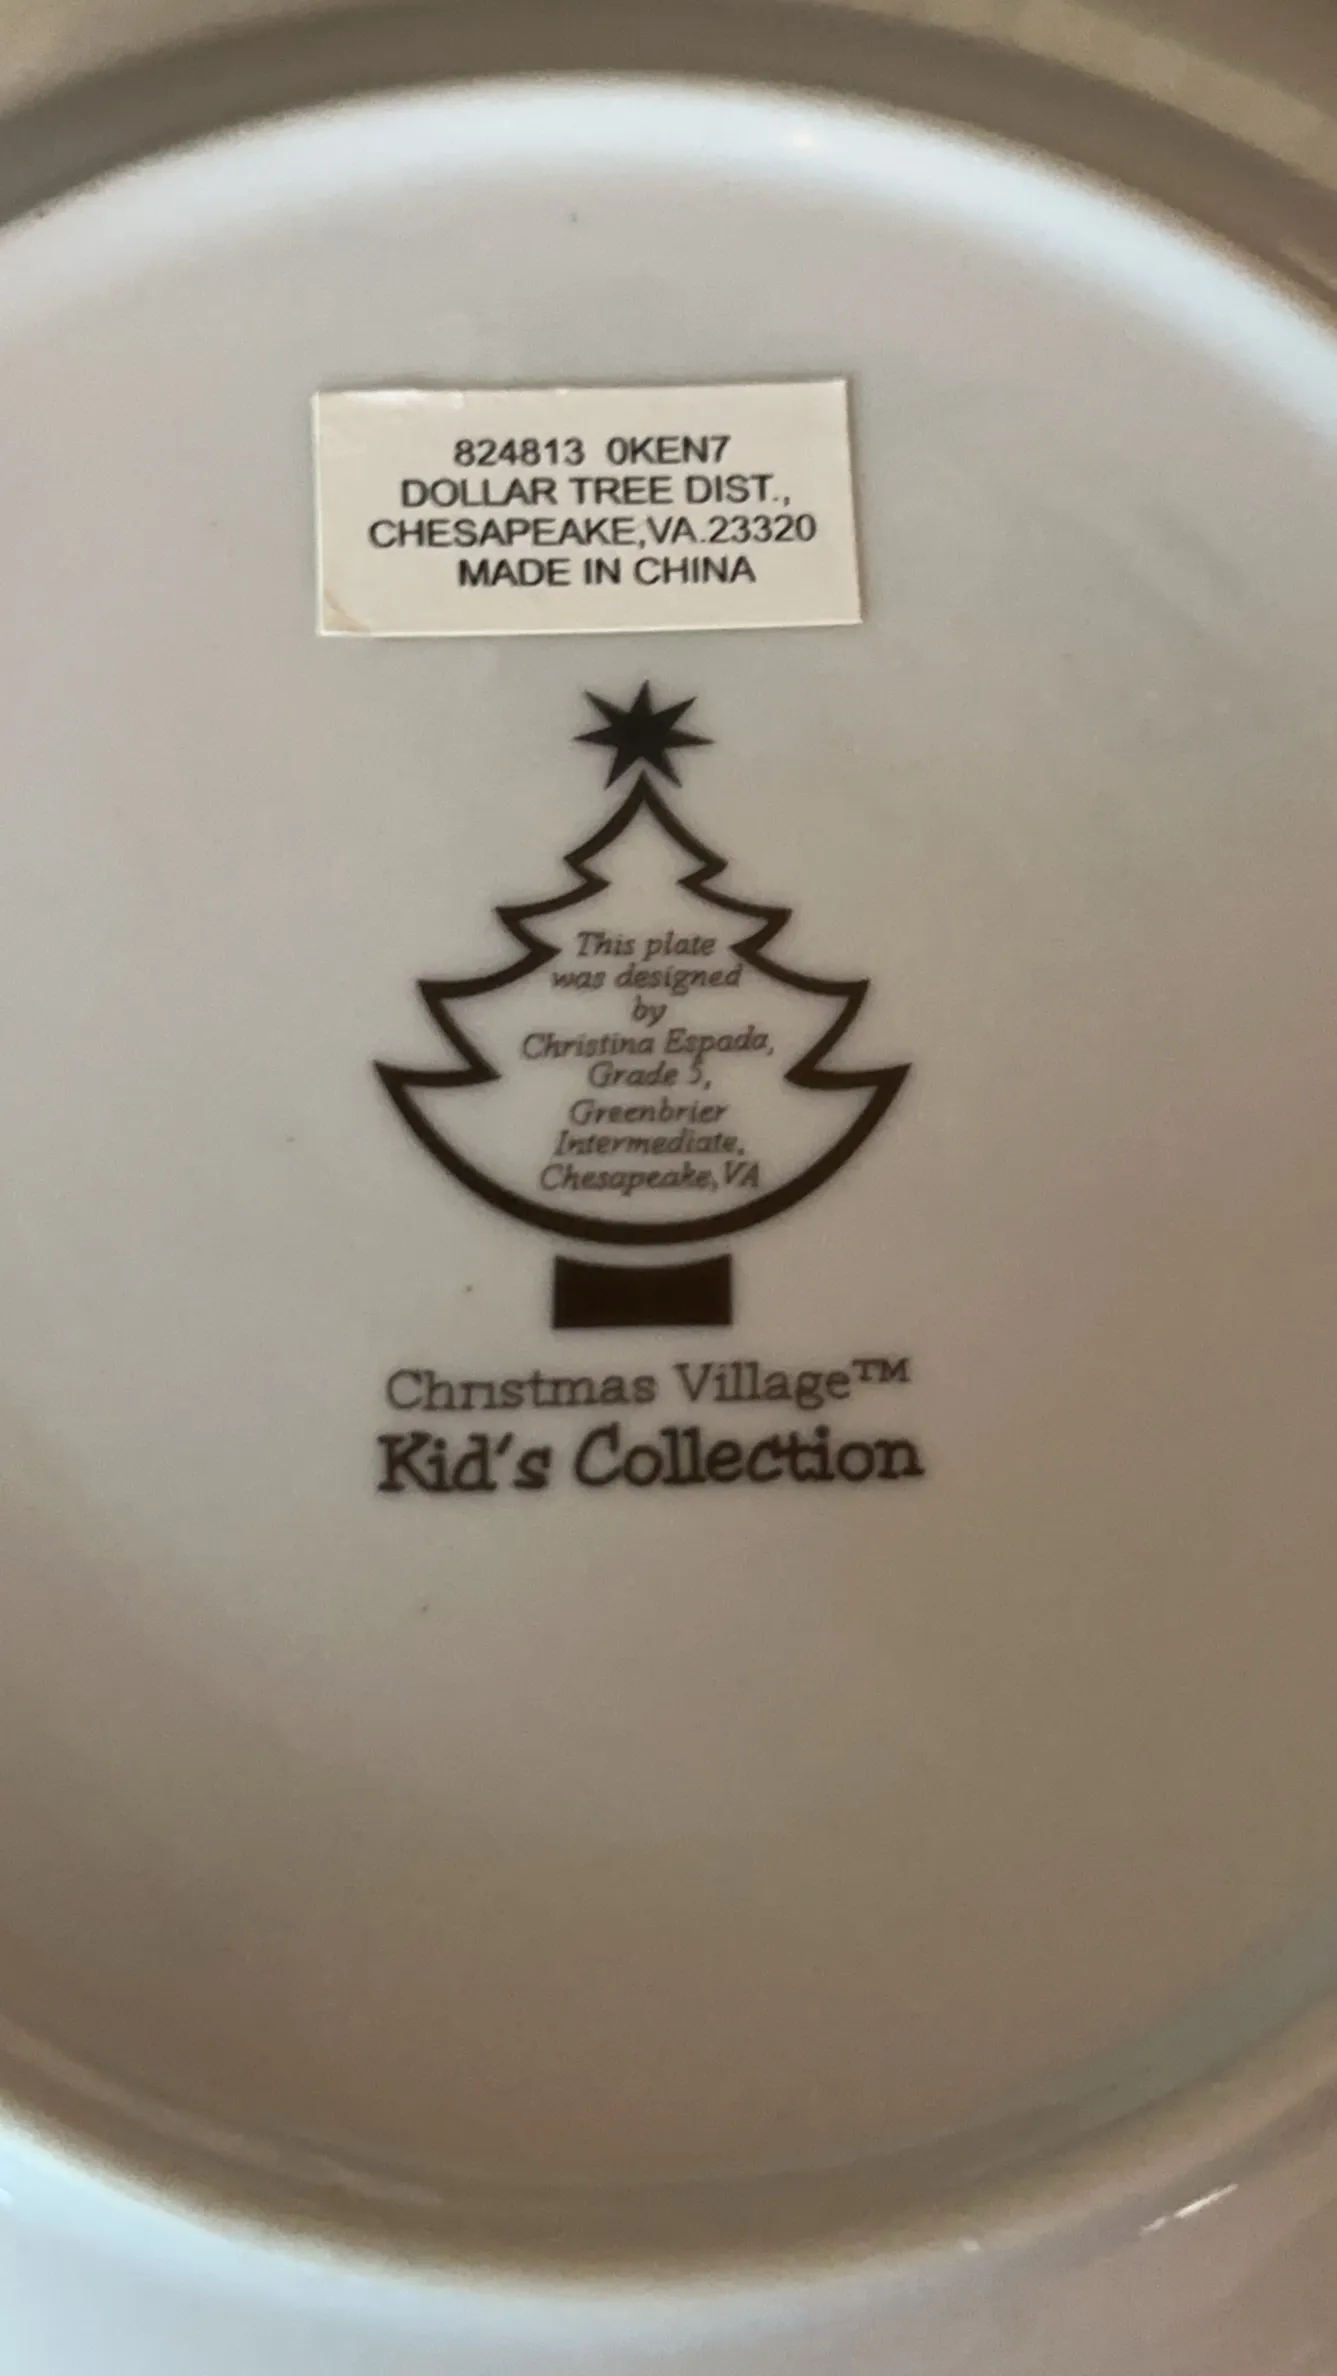 824813 0KEN7
DOLLAR TREE DIST.,
CHESAPEAKE,VA.23320
MADE IN CHINA
This plate
was designed
by
Christina Espada,
Grade 5,
Greenbrier
Intermediate,
Chesapeake,VA
Christmas Village™
Kid's Collection